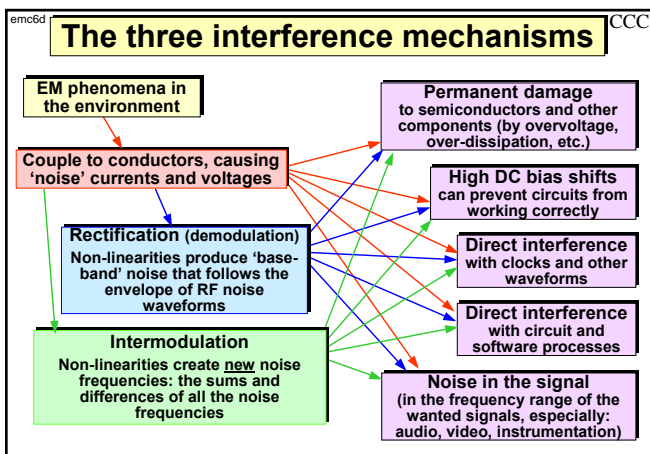 emc6d
CCC
The three interference mechanisms
EM phenomena in
the environment
Couple to conductors, causing
‘noise’ currents and voltages
Rectification (demodulation)
Non-linearities produce ‘base-
band’ noise that follows the
envelope of RF noise
waveforms
Intermodulation
Non-linearities create new noise
frequencies: the sums and
differences of all the noise
frequencies
Permanent damage
to semiconductors and other
components (by overvoltage,
over-dissipation, etc.)
High DC bias shifts
can prevent circuits from
working correctly
Direct interference
with clocks and other
waveforms
Direct interference
with circuit and
software processes
Noise in the signal
(in the frequency range of the
wanted signals, especially:
audio, video, instrumentation)